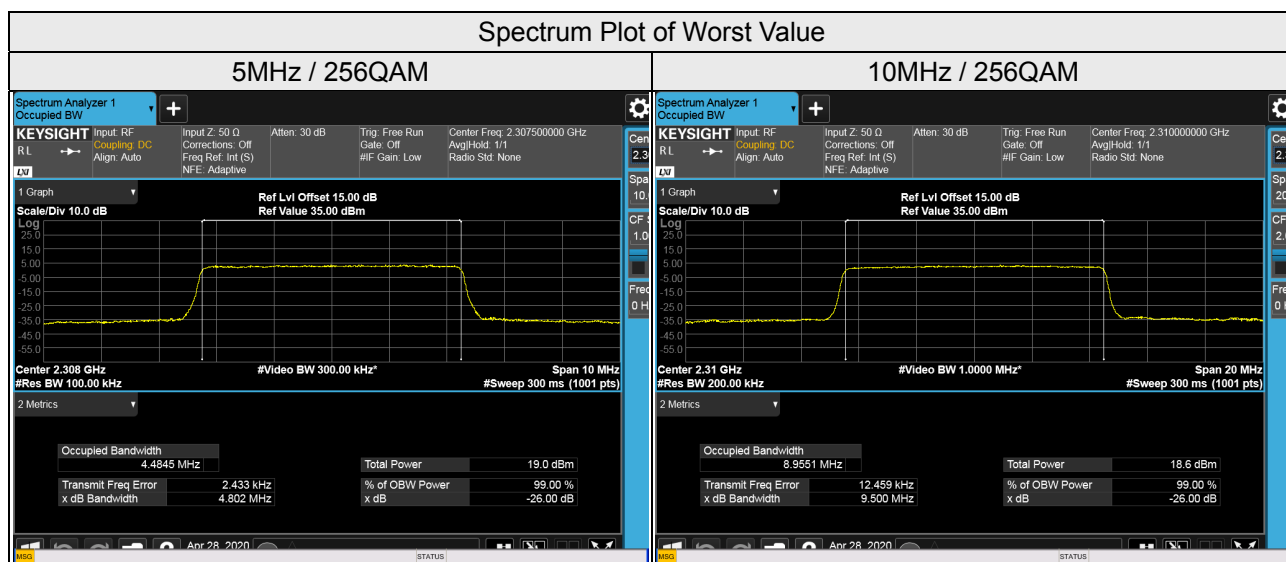 Spectrum Plot of Worst Value
5MHz / 256QAM
10MHz / 256QAM
Spectrum Analyzer 1
Occupied BW
+
KEYSIGHT
RL
LXI
Input: RF
Coupling: DC
Align: Auto
Input Z: 50 Ω
Corrections: Off
Freq Ref: Int (S)
NFE: Adaptive
Atten: 30 dB
Trig: Free Run
Gate: Off
#IF Gain: Low
Center Freq: 2.307500000 GHz
Avg|Hold: 1/1
Radio Std: None
1 Graph
Scale/Div 10.0 dB
Ref Lvl Offset 15.00 dB
Ref Value 35.00 dBm
Log
25.0
15.0
5.00
-5.00
-15.0
-25.0
-35.0
-45.0
-55.0
Center 2.308 GHz
#Video BW 300.00 kHz*
Span 10 MHz
#Res BW 100.00 kHz
#Sweep 300 ms (1001 pts)
2 Metrics
Occupied Bandwidth
4.4845 MHz
Total Power 19.0 dBm
Transmit Freq Error 2.433 kHz
% of OBW Power 99.00 %
x dB Bandwidth 4.802 MHz
x dB -26.00 dB
Apr 28, 2020
MSG
STATUS
Spectrum Analyzer 1
Occupied BW
+
KEYSIGHT
RL
LXI
Input: RF
Coupling: DC
Align: Auto
Input Z: 50 Ω
Corrections: Off
Freq Ref: Int (S)
NFE: Adaptive
Atten: 30 dB
Trig: Free Run
Gate: Off
#IF Gain: Low
Center Freq: 2.310000000 GHz
Avg|Hold: 1/1
Radio Std: None
1 Graph
Scale/Div 10.0 dB
Ref Lvl Offset 15.00 dB
Ref Value 35.00 dBm
Log
25.0
15.0
5.00
-5.00
-15.0
-25.0
-35.0
-45.0
-55.0
Center 2.31 GHz
#Video BW 1.0000 MHz*
Span 20 MHz
#Res BW 200.00 kHz
#Sweep 300 ms (1001 pts)
2 Metrics
Occupied Bandwidth
8.9551 MHz
Total Power 18.6 dBm
Transmit Freq Error 12.459 kHz
% of OBW Power 99.00 %
x dB Bandwidth 9.500 MHz
x dB -26.00 dB
Apr 28, 2020
MSG
STATUS